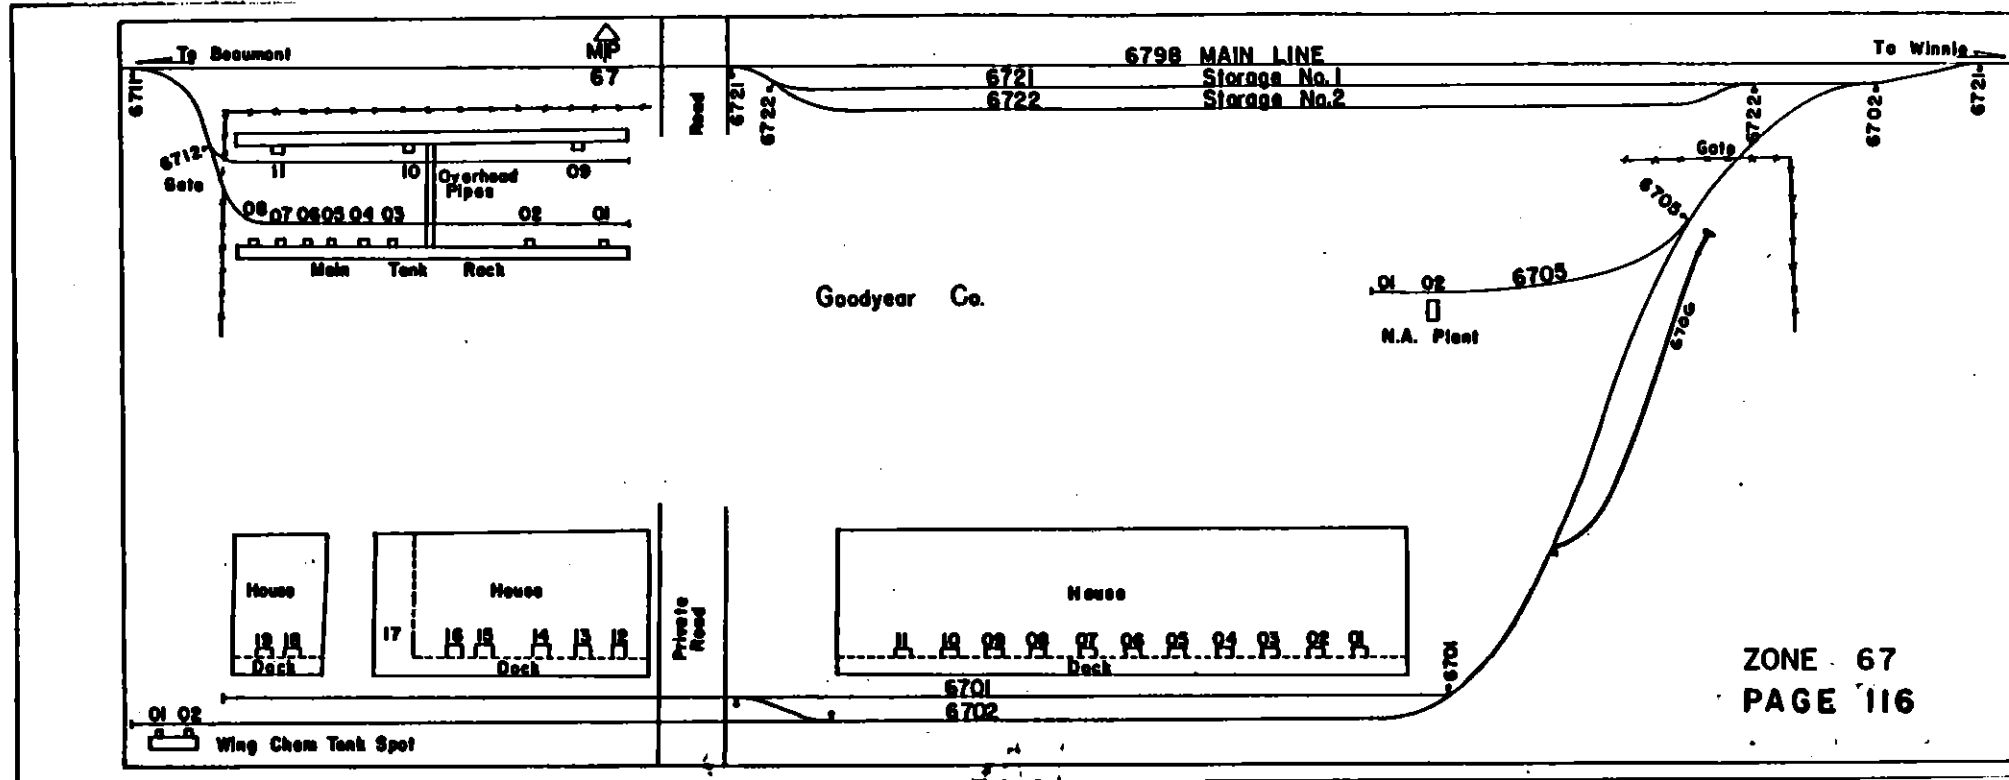 To Beaumont
MP
67
6798 MAIN LINE
To Winnie
6721 Storage No.1
6722 Storage No.2
6711
Road
6721
6722
6722
6702
6721
6712
Gate
11 10 09
Overhead
Pipes
08 07 06 05 04 03 02 01
Main Tank Rack
Gate
6705
Goodyear Co.
01 02 6705
N.A. Plant
6706
House
19 18
Dock
17
House
16 15 14 13 12
Dock
Private
Road
House
11 10 09 08 07 06 05 04 03 02 01
Dock
6701
6701
6702
01 02
Wing Chem Tank Spot
ZONE 67
PAGE 116